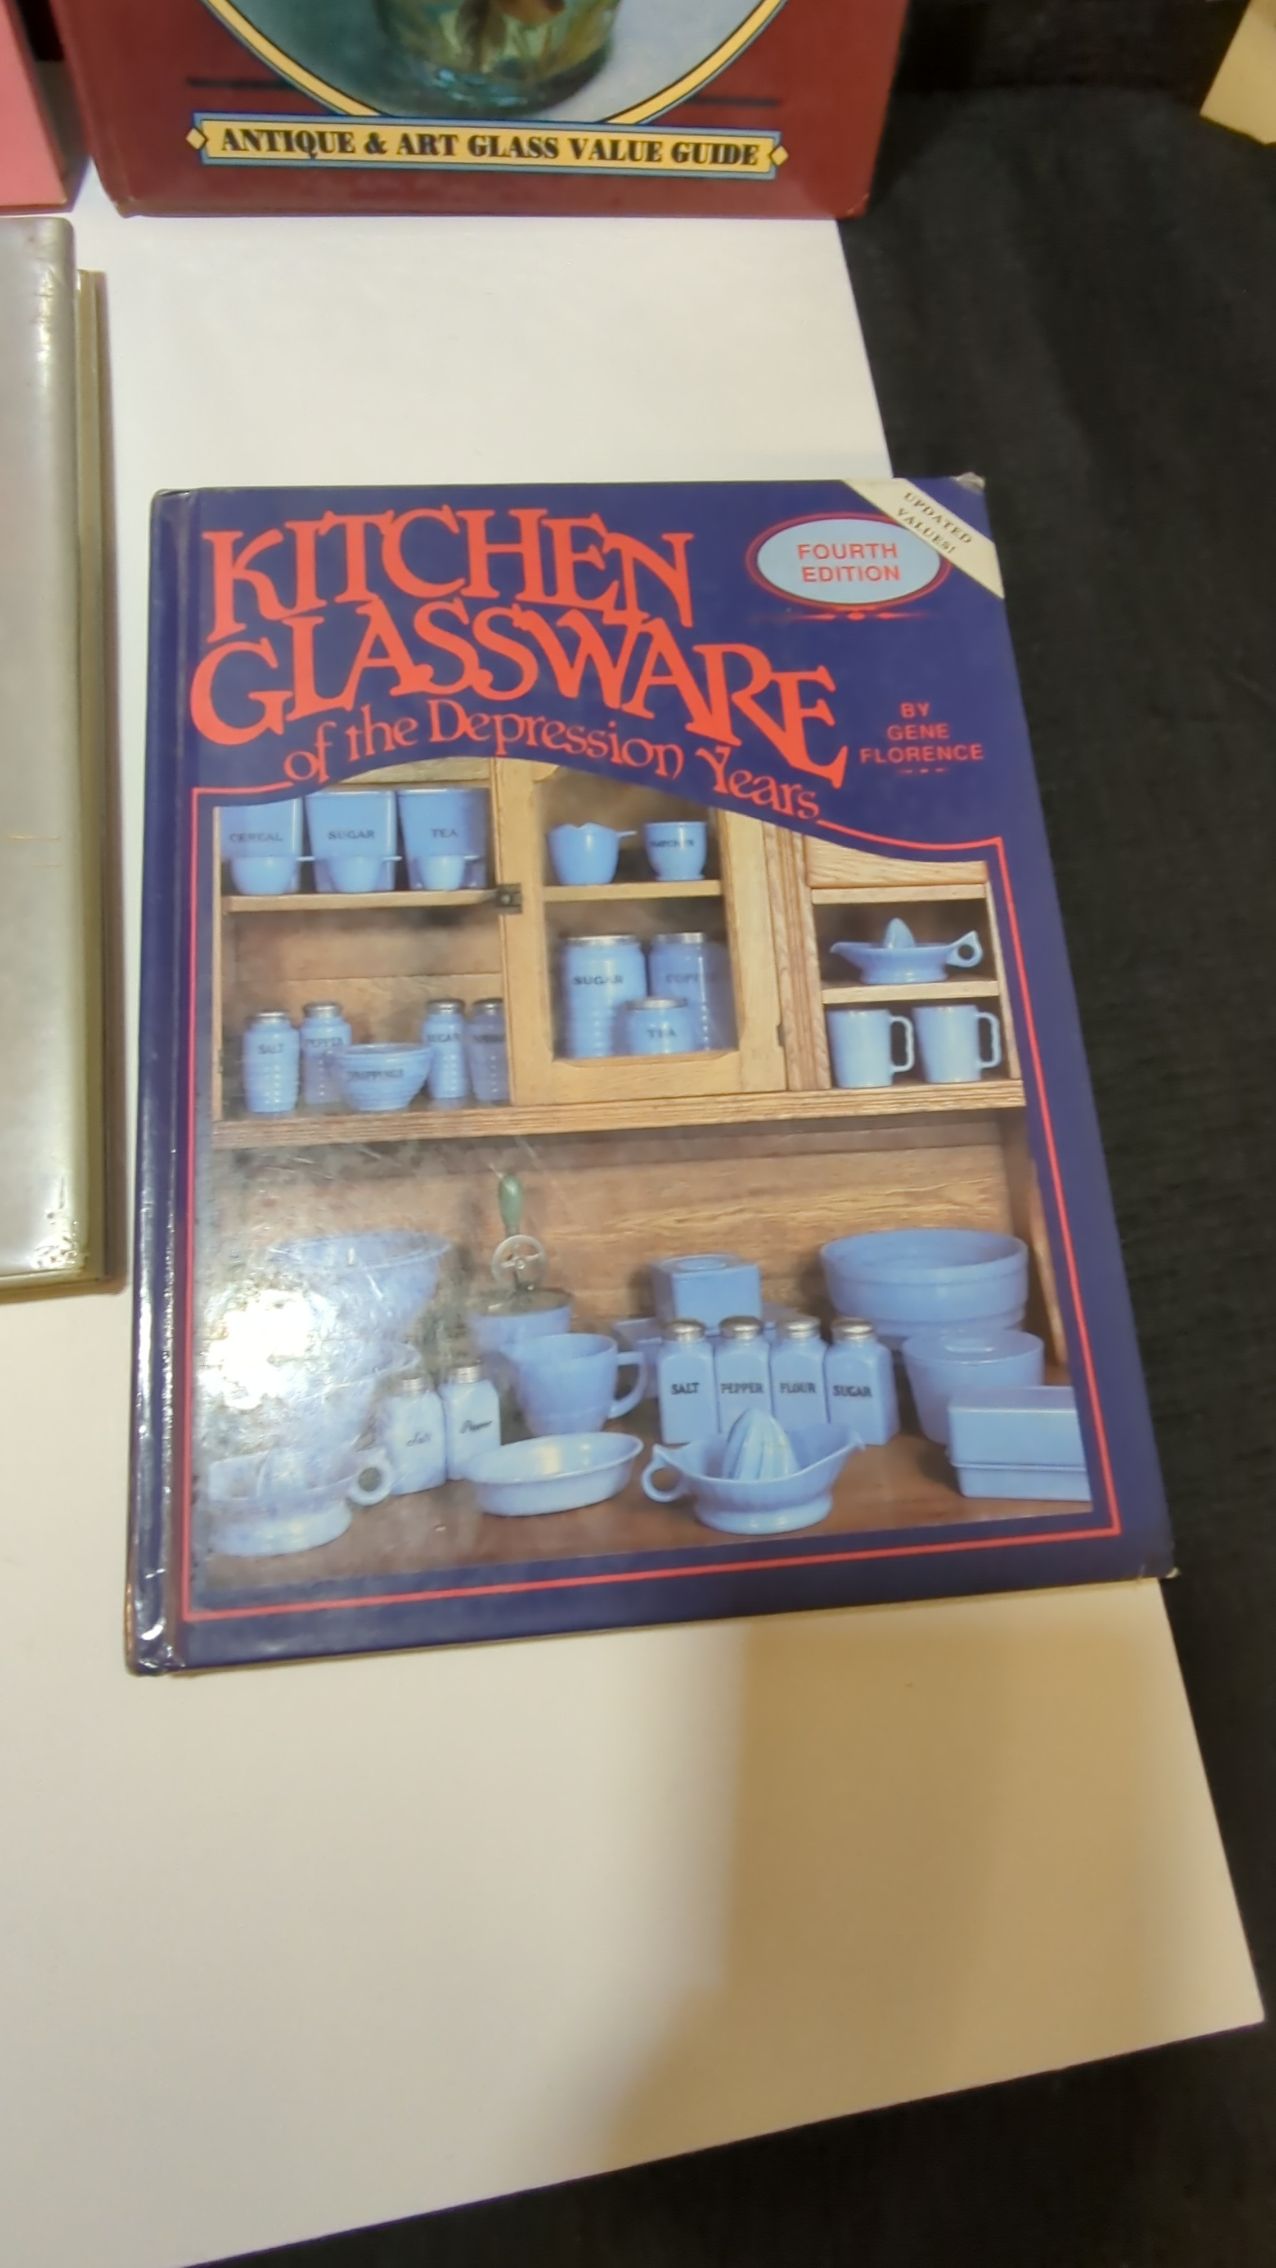 ANTIQUE & ART GLASS VALUE GUIDE
KITCHEN
GLASSWARE
of the Depression Years
FOURTH
EDITION
UPDATED
VALUES!
BY
GENE
FLORENCE
CEREAL
SUGAR
TEA
SUGAR
TEA
SALT
PEPPER
DRIPPINGS
SUGAR
SALT
PEPPER
FLOUR
SUGAR
Salt
Pepper